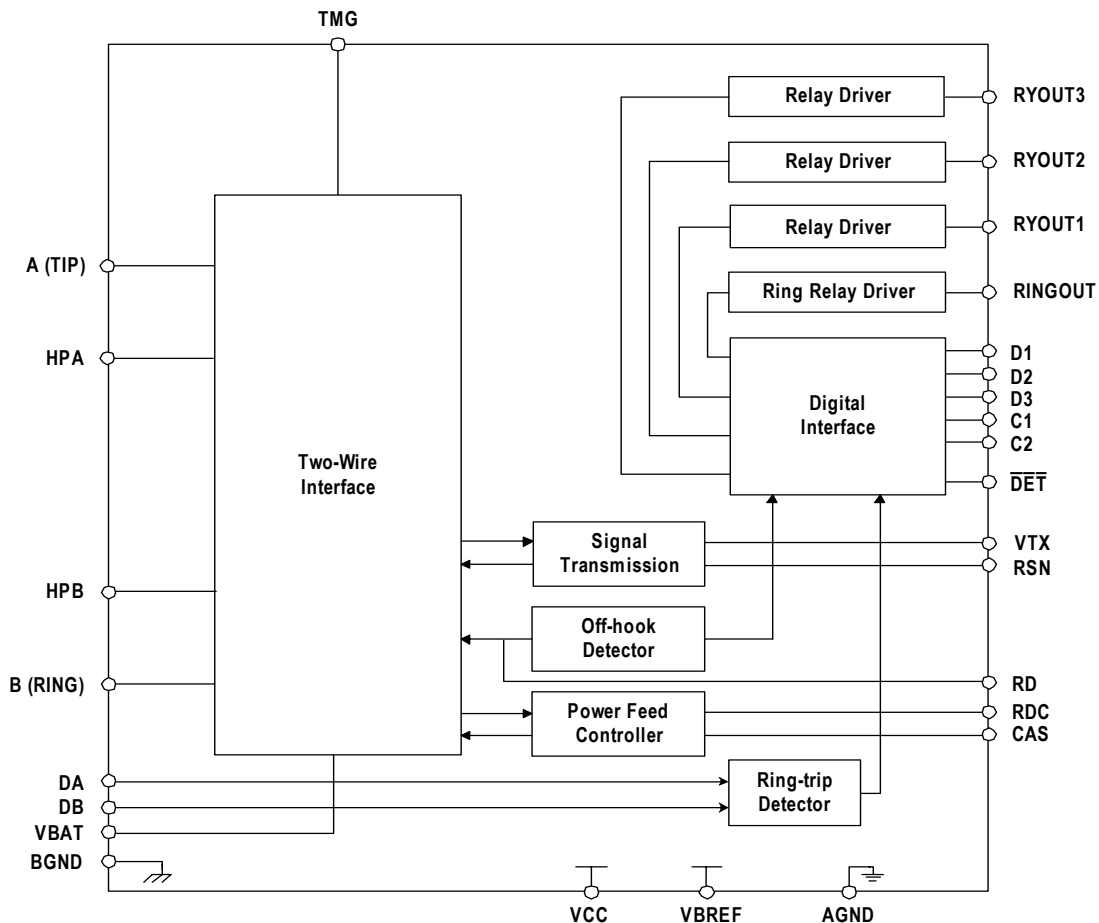 TMG
Relay Driver
RYOUT3
Relay Driver
RYOUT2
Relay Driver
RYOUT1
A (TIP)
Ring Relay Driver
RINGOUT
HPA
D1
D2
D3
C1
C2
Digital
Interface
Two-Wire
Interface
DET
Signal
Transmission
VTX
RSN
HPB
Off-hook
Detector
B (RING)
RD
Power Feed
Controller
RDC
CAS
DA
DB
VBAT
BGND
Ring-trip
Detector
VCC
VBREF
AGND